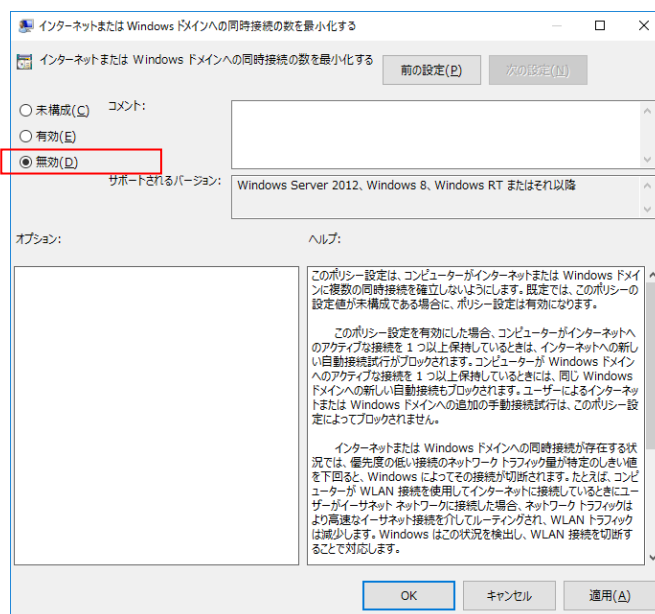 インターネットまたは Windows ドメインへの同時接続の数を最小化する
インターネットまたは Windows ドメインへの同時接続の数を最小化する
前の設定(P)
次の設定(N)
未構成(C)
コメント:
有効(E)
無効(D)
サポートされるバージョン:
Windows Server 2012、Windows 8、Windows RT またはそれ以降
オプション:
ヘルプ:
このポリシー設定は、コンピューターがインターネットまたは Windows ドメイ
ンに複数の同時接続を確立しないようにします。既定では、このポリシーの
設定値が未構成である場合に、ポリシー設定は有効になります。
このポリシー設定を有効にした場合、コンピューターがインターネットへ
のアクティブな接続を 1 つ以上保持しているときは、インターネットへの新し
い自動接続試行がブロックされます。コンピューターが Windows ドメイン
へのアクティブな接続を 1 つ以上保持しているときには、同じ Windows
ドメインへの新しい自動接続もブロックされます。ユーザーによるインターネッ
トまたは Windows ドメインへの追加の手動接続試行は、このポリシー設
定によってブロックされません。
インターネットまたは Windows ドメインへの同時接続が存在する状
況では、優先度の低い接続のネットワーク トラフィック量が特定のしきい値
を下回ると、Windows によってその接続が切断されます。たとえば、コンピ
ューターが WLAN 接続を使用してインターネットに接続しているときにユー
ザーがイーサネット ネットワークに接続した場合、ネットワーク トラフィックは
より高速なイーサネット接続を介してルーティングされ、WLAN トラフィック
は減少します。Windows はこの状況を検出し、WLAN 接続を切断す
ることで対応します。
OK
キャンセル
適用(A)